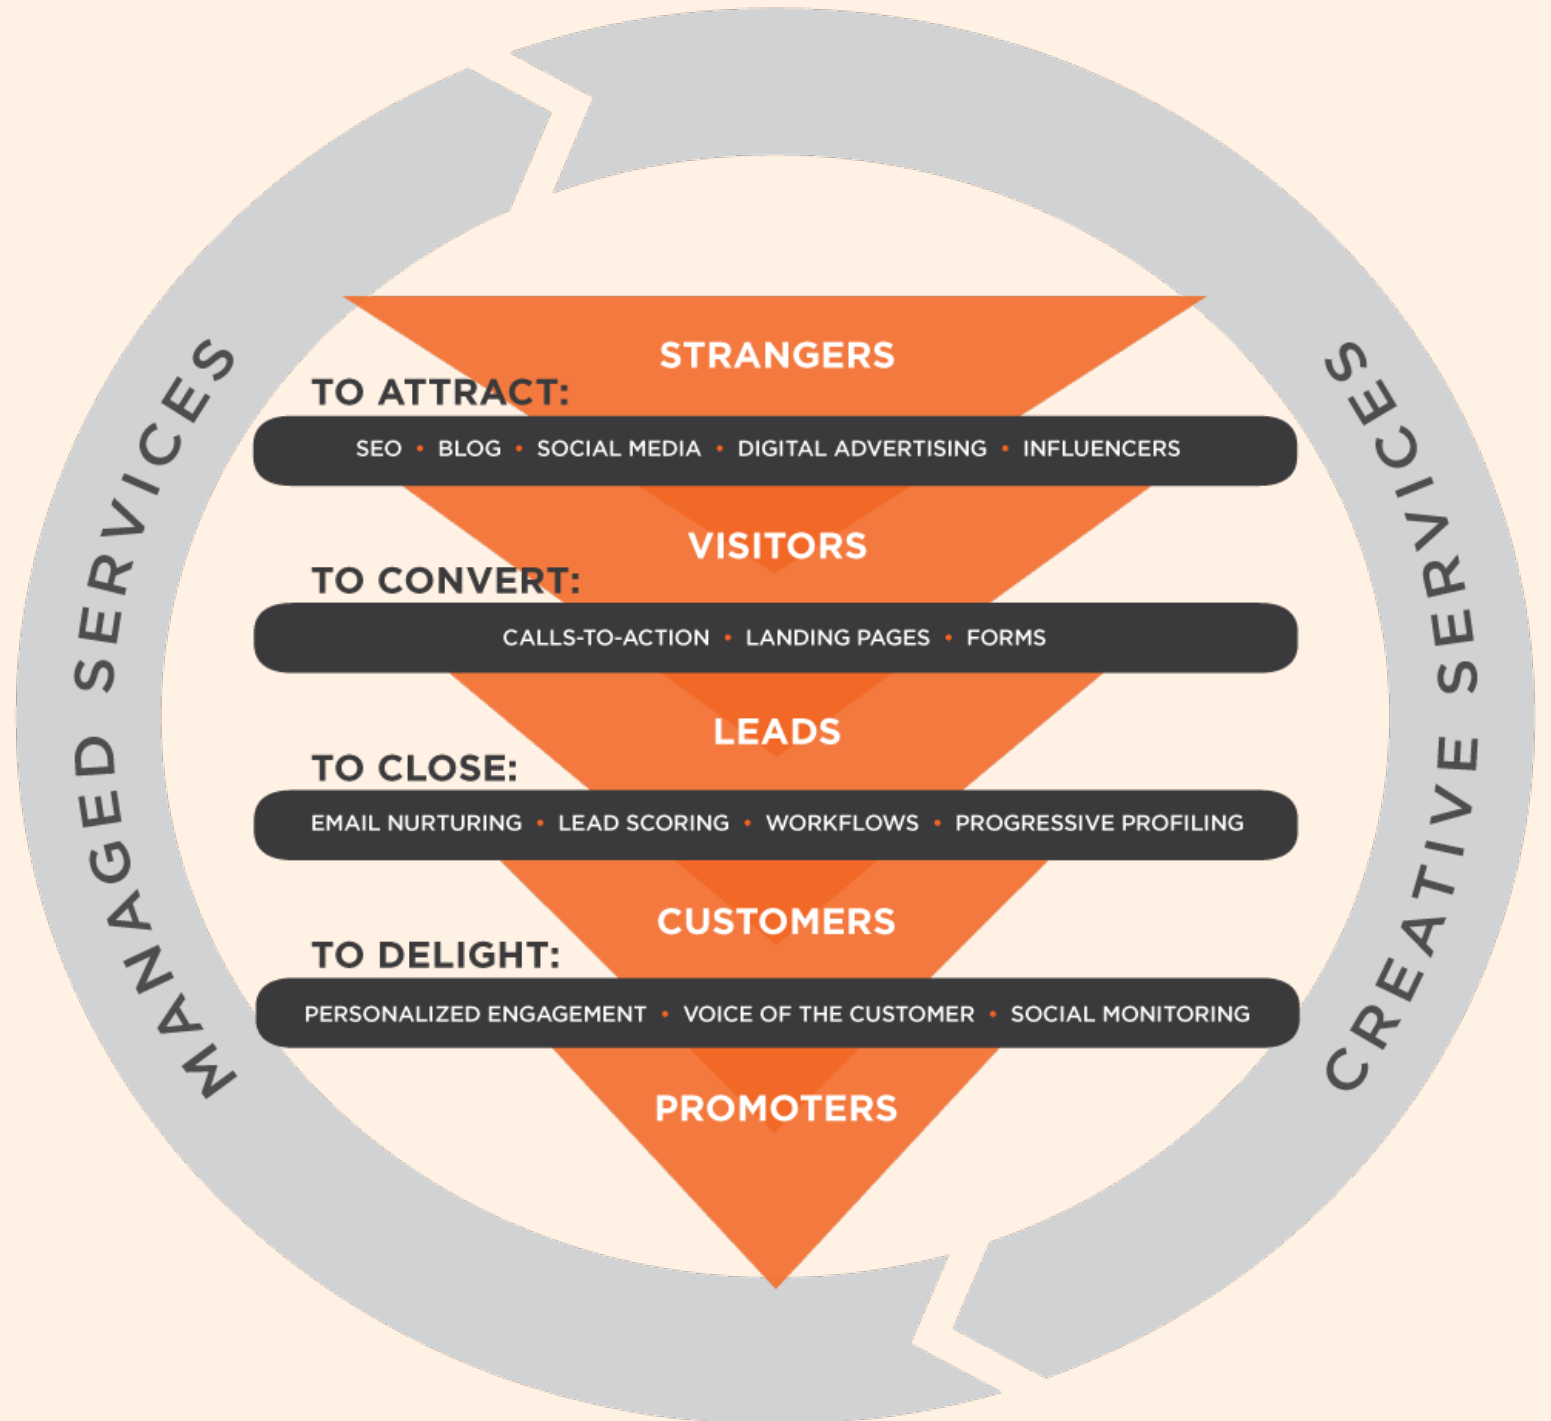 MANAGED SERVICES
CREATIVE SERVICES
STRANGERS
TO ATTRACT:
SEO • BLOG • SOCIAL MEDIA • DIGITAL ADVERTISING • INFLUENCERS
VISITORS
TO CONVERT:
CALLS-TO-ACTION • LANDING PAGES • FORMS
LEADS
TO CLOSE:
EMAIL NURTURING • LEAD SCORING • WORKFLOWS • PROGRESSIVE PROFILING
CUSTOMERS
TO DELIGHT:
PERSONALIZED ENGAGEMENT • VOICE OF THE CUSTOMER • SOCIAL MONITORING
PROMOTERS